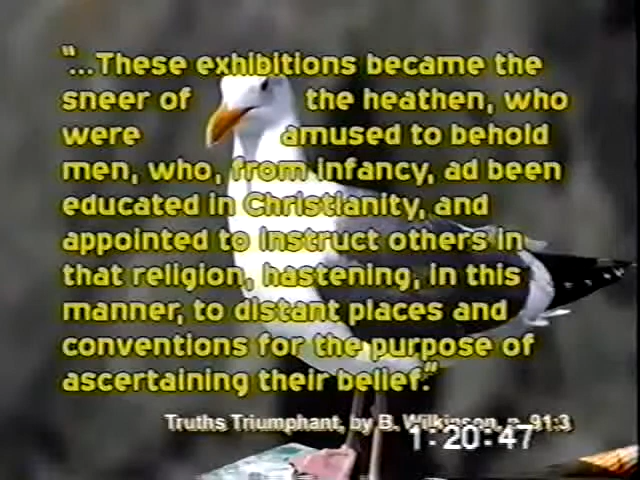 "...These exhibitions became the
sneer of the heathen, who
were amused to behold
men, who, from infancy, ad been
educated in Christianity, and
appointed to instruct others in
that religion, hastening, in this
manner, to distant places and
conventions for the purpose of
ascertaining their belief."
Truths Triumphant, by B. Wilkinson, p. 91:3
1:20:47